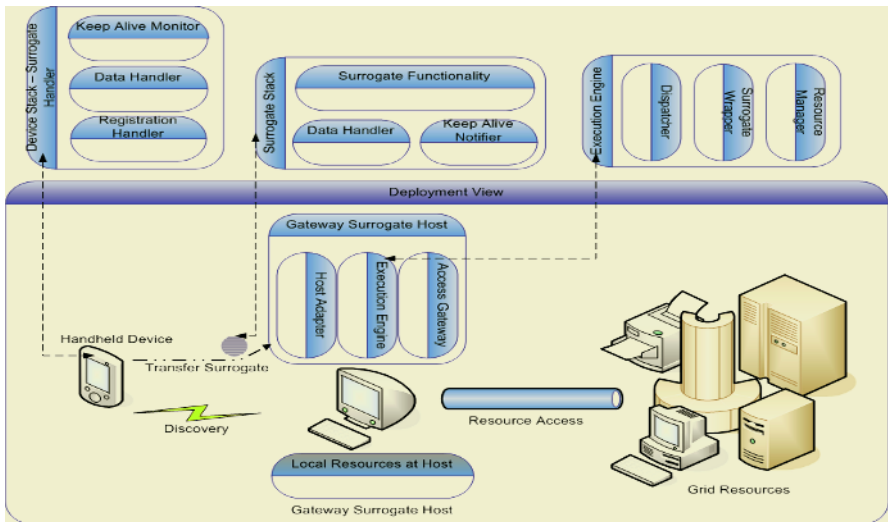 Device Stack – Surrogate
Handler
Keep Alive Monitor
Data Handler
Registration
Handler
Surrogate Stack
Surrogate Functionality
Data Handler
Keep Alive
Notifier
Execution Engine
Dispatcher
Surrogate
Wrapper
Resource
Manager
Deployment View
Gateway Surrogate Host
Host Adapter
Execution Engine
Access Gateway
Handheld Device
Transfer Surrogate
Discovery
Resource Access
Local Resources at Host
Gateway Surrogate Host
Grid Resources